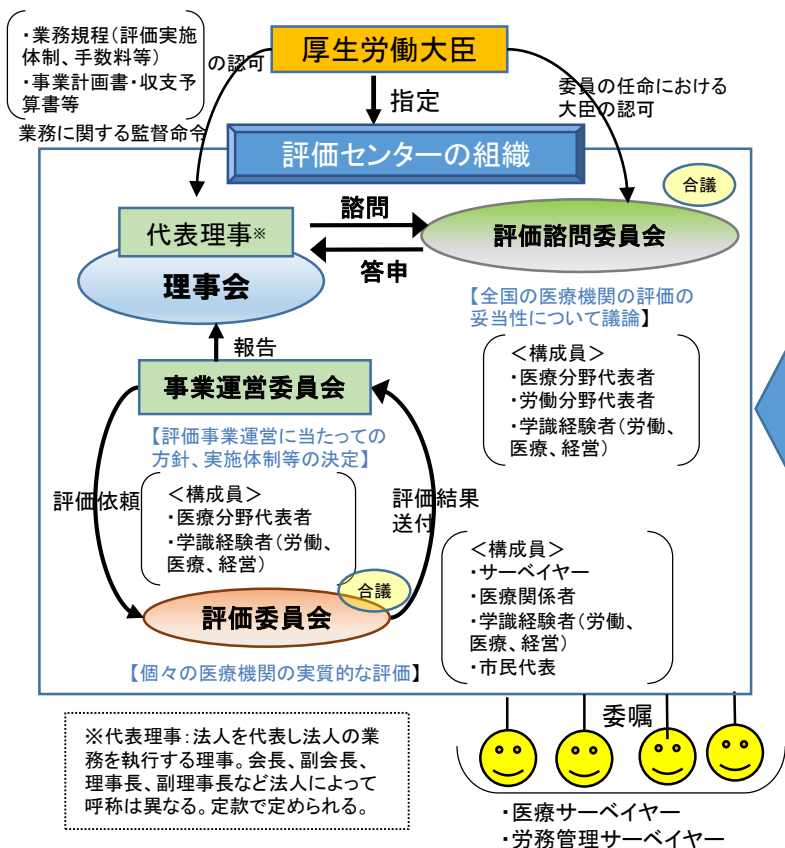 ・業務規程(評価実施
体制、手数料等)
・事業計画書・収支予
算書等
の認可
業務に関する監督命令
厚生労働大臣
指定
委員の任命における
大臣の認可
評価センターの組織
合議
代表理事※
理事会
諮問
答申
評価諮問委員会
【全国の医療機関の評価の
妥当性について議論】
<構成員>
・医療分野代表者
・労働分野代表者
・学識経験者(労働、
医療、経営)
報告
事業運営委員会
【評価事業運営に当たっての
方針、実施体制等の決定】
評価依頼
<構成員>
・医療分野代表者
・学識経験者(労働、
医療、経営)
評価結果
送付
合議
評価委員会
【個々の医療機関の実質的な評価】
<構成員>
・サーベイヤー
・医療関係者
・学識経験者(労働、
医療、経営)
・市民代表
委嘱
※代表理事:法人を代表し法人の業
務を執行する理事。会長、副会長、
理事長、副理事長など法人によって
呼称は異なる。定款で定められる。
・医療サーベイヤー
・労務管理サーベイヤー